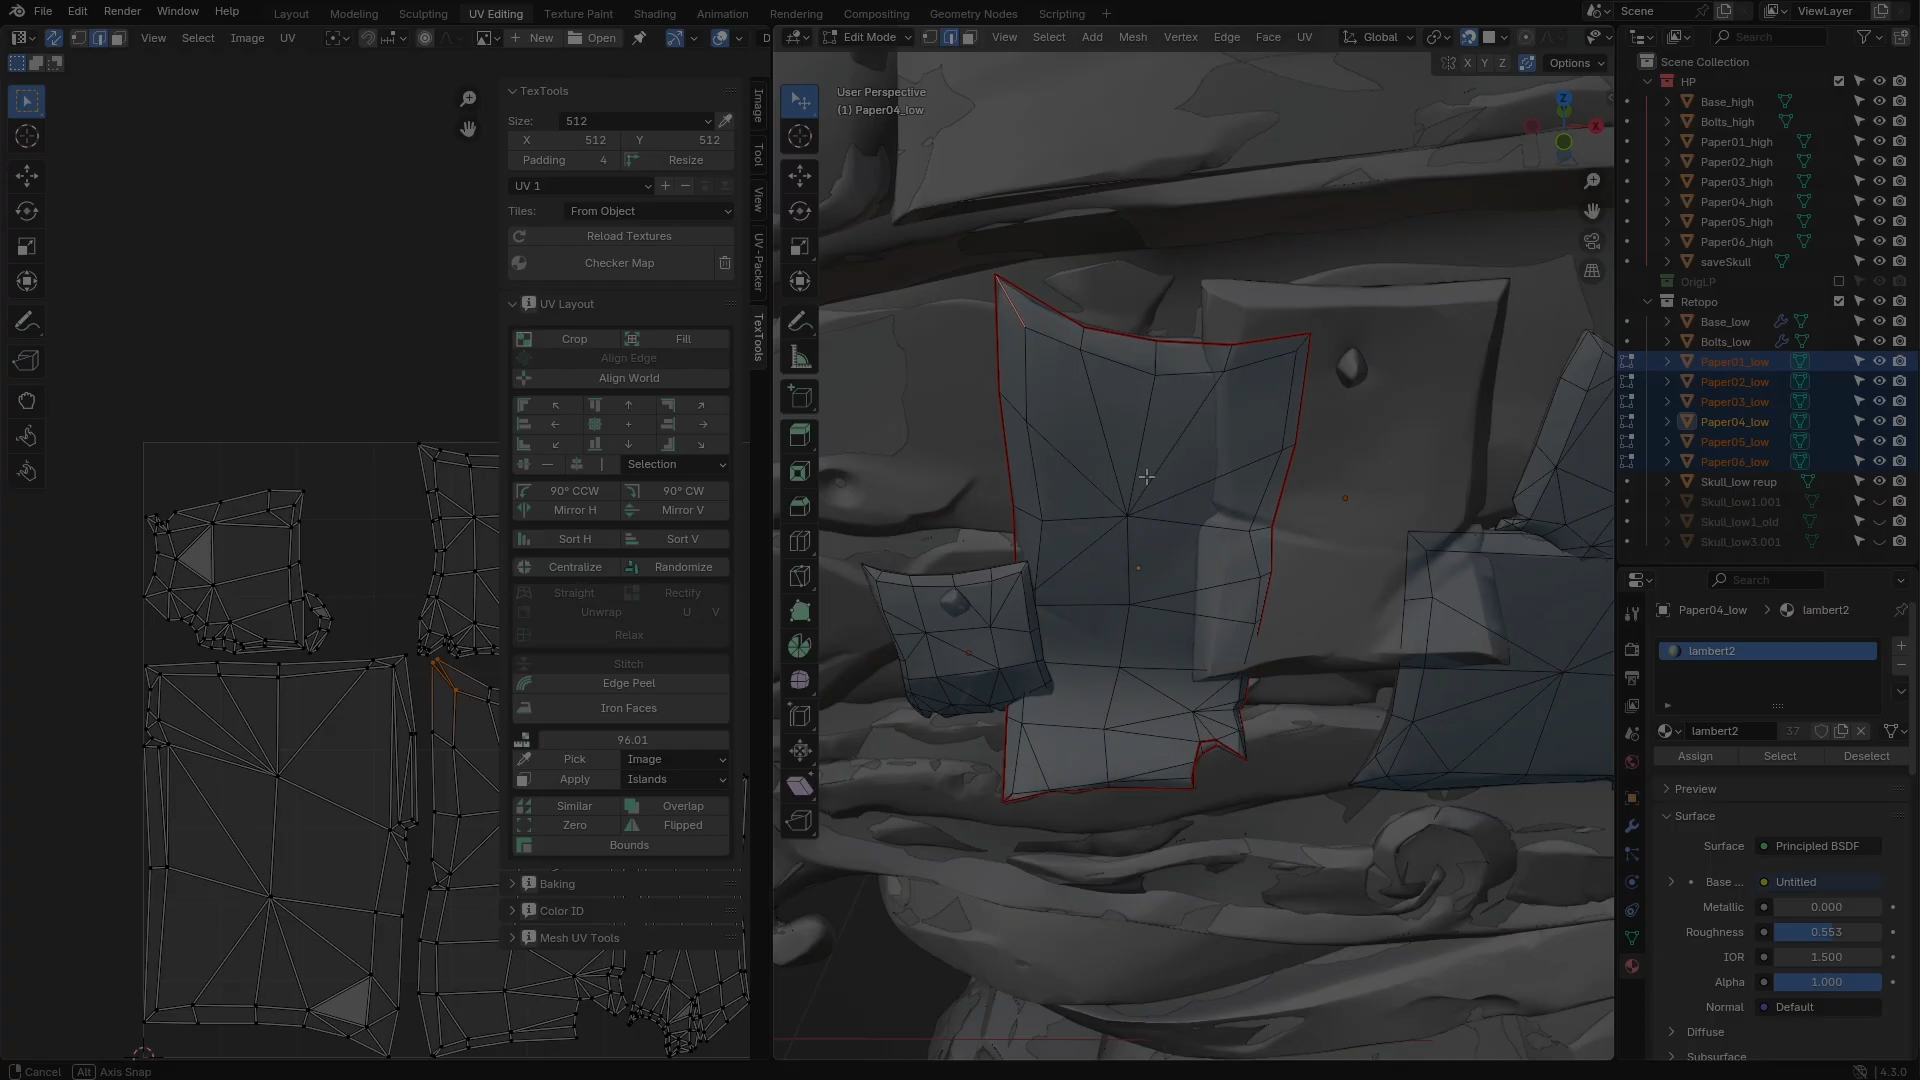 File Edit Render Window Help Layout Modeling Sculpting UV Editing Texture Paint Shading Animation Rendering Compositing Geometry Nodes Scripting + Scene ViewLayer
View Select Image UV New Open D
Edit Mode View Select Add Mesh Vertex Edge Face UV Global
Search
X Y Z Options
TexTools
Size: 512
X 512 Y 512
Padding 4 Resize
UV 1
Tiles: From Object
Reload Textures
Checker Map
UV Layout
Crop Fill
Align Edge
Align World
Selection
90° CCW 90° CW
Mirror H Mirror V
Sort H Sort V
Centralize Randomize
Straight Rectify
Unwrap U V
Relax
Stitch
Edge Peel
Iron Faces
96.01
Pick Image
Apply Islands
Similar Overlap
Zero Flipped
Bounds
Baking
Color ID
Mesh UV Tools
Image
Tool
View
UV-Packer
TexTools
User Perspective
(1) Paper04_low
Z
X
Scene Collection
HP
Base_high
Bolts_high
Paper01_high
Paper02_high
Paper03_high
Paper04_high
Paper05_high
Paper06_high
saveSkull
OrigLP
Retopo
Base_low
Bolts_low
Paper01_low
Paper02_low
Paper03_low
Paper04_low
Paper05_low
Paper06_low
Skull_low reup
Skull_low1.001
Skull_low1_old
Skull_low3.001
Search
Paper04_low > lambert2
lambert2
lambert2 37
Assign Select Deselect
Preview
Surface
Surface Principled BSDF
Base ... Untitled
Metallic 0.000
Roughness 0.553
IOR 1.500
Alpha 1.000
Normal Default
Diffuse
Subsurface
Cancel Alt Axis Snap
4.3.0